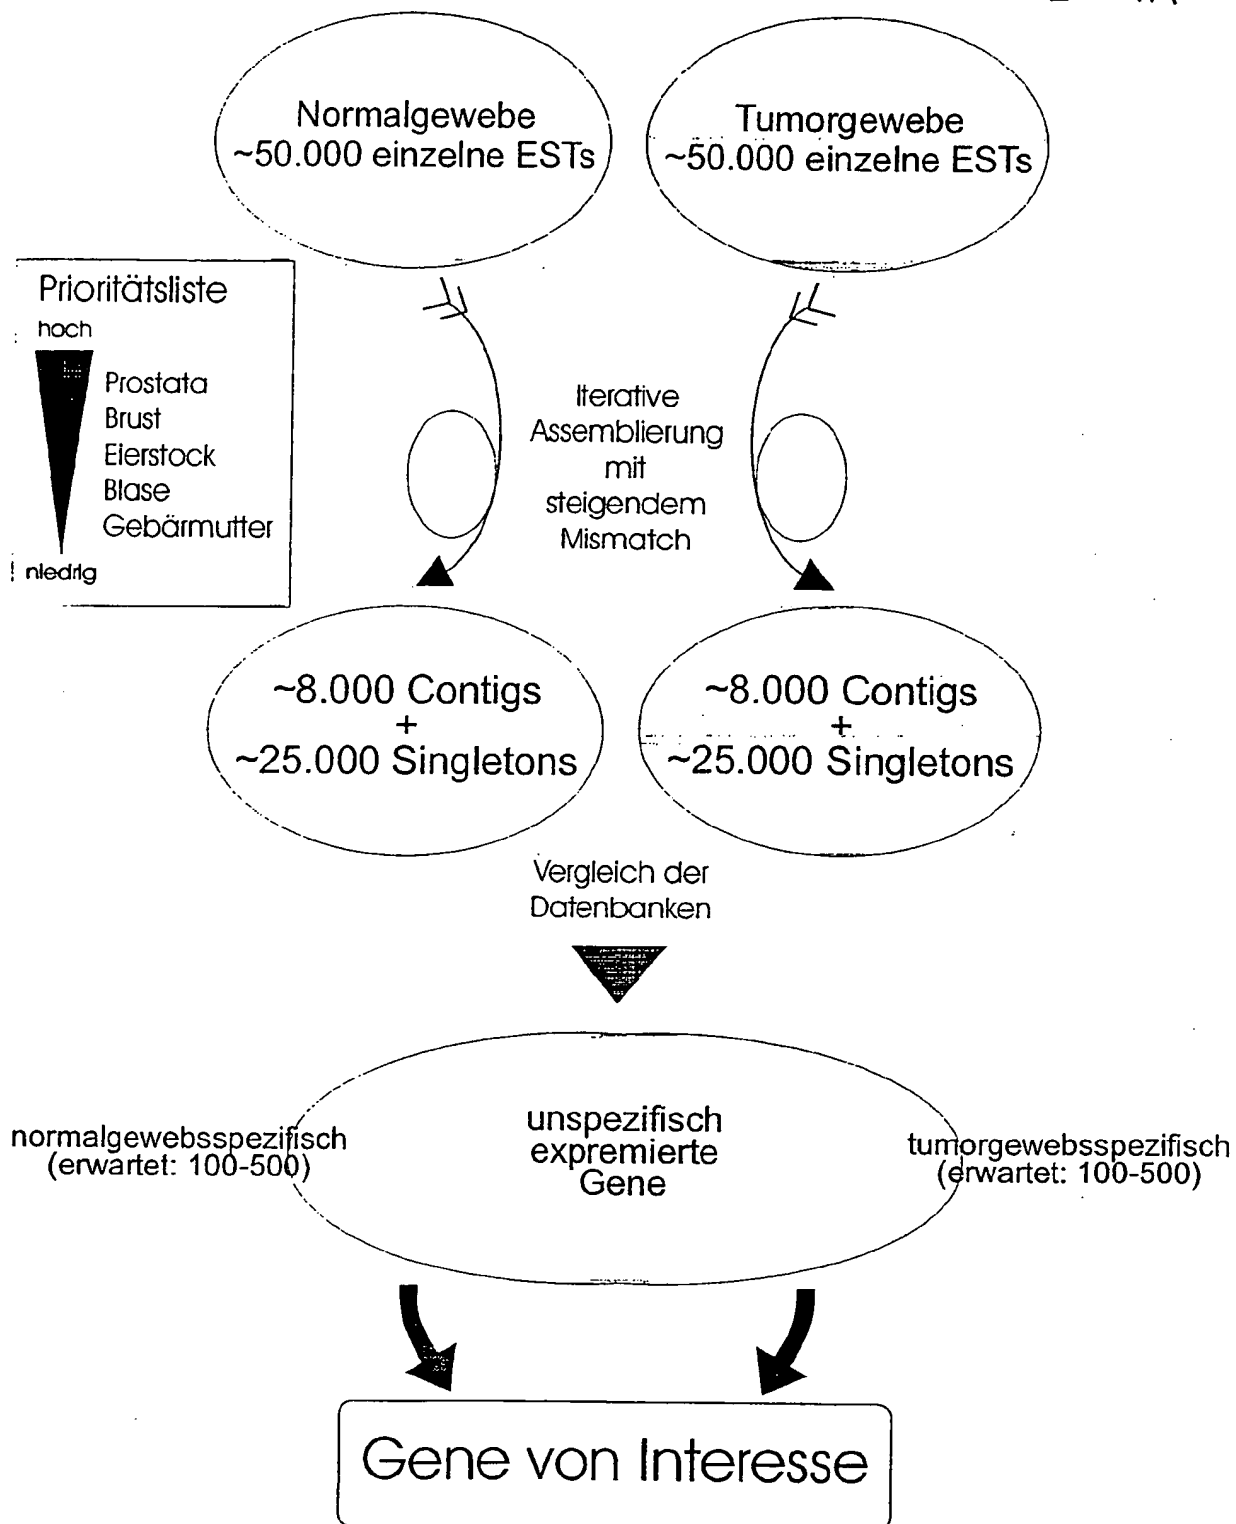 Normalgewebe
~50.000 einzelne ESTs
Tumorgewebe
~50.000 einzelne ESTs
Prioritätsliste
hoch
Prostata
Brust
Eierstock
Blase
Gebärmutter
niedrig
Iterative
Assemblierung
mit
steigendem
Mismatch
~8.000 Contigs
+
~25.000 Singletons
~8.000 Contigs
+
~25.000 Singletons
Vergleich der
Datenbanken
normalgewebsspezifisch
(erwartet: 100-500)
unspezifisch
expremierte
Gene
tumorgewebsspezifisch
(erwartet: 100-500)
Gene von Interesse